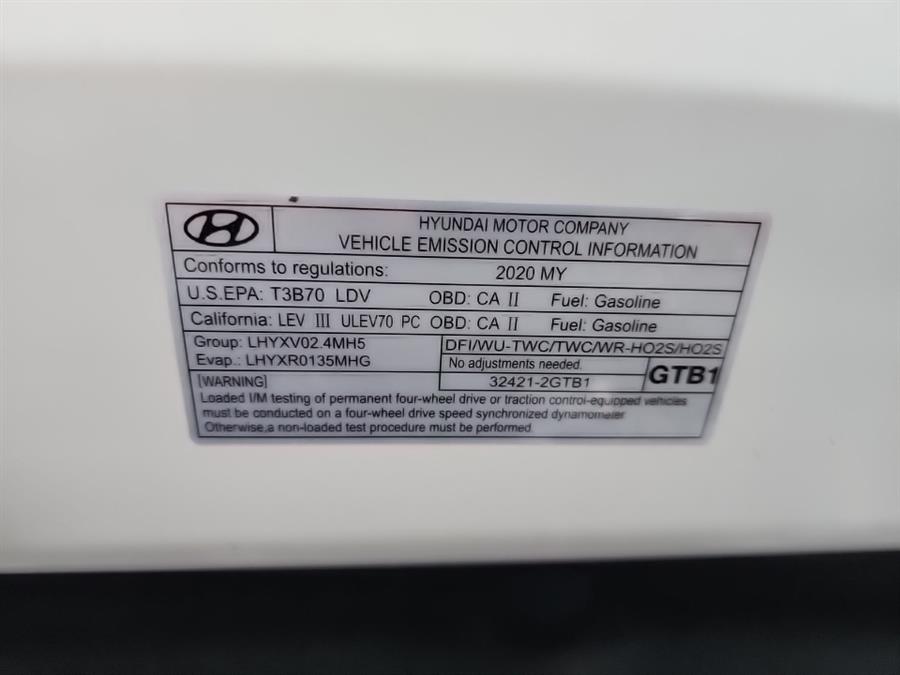 HYUNDAI MOTOR COMPANY
VEHICLE EMISSION CONTROL INFORMATION
Conforms to regulations: 2020 MY
U.S.EPA: T3B70 LDV OBD: CA II Fuel: Gasoline
California: LEV III ULEV70 PC OBD: CA II Fuel: Gasoline
Group: LHYXV02.4MH5
Evap.: LHYXR0135MHG
DFI/WU-TWC/TWC/WR-HO2S/HO2S
No adjustments needed.
32421-2GTB1
GTB1
[WARNING]
Loaded I/M testing of permanent four-wheel drive or traction control-equipped vehicles
must be conducted on a four-wheel drive speed synchronized dynamometer
Otherwise,a non-loaded test procedure must be performed